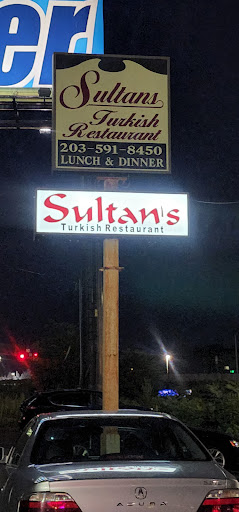 er
Sultans
Turkish
Restaurant
203-591-8450
LUNCH & DINNER
Sultan's
Turkish Restaurant
ACURA